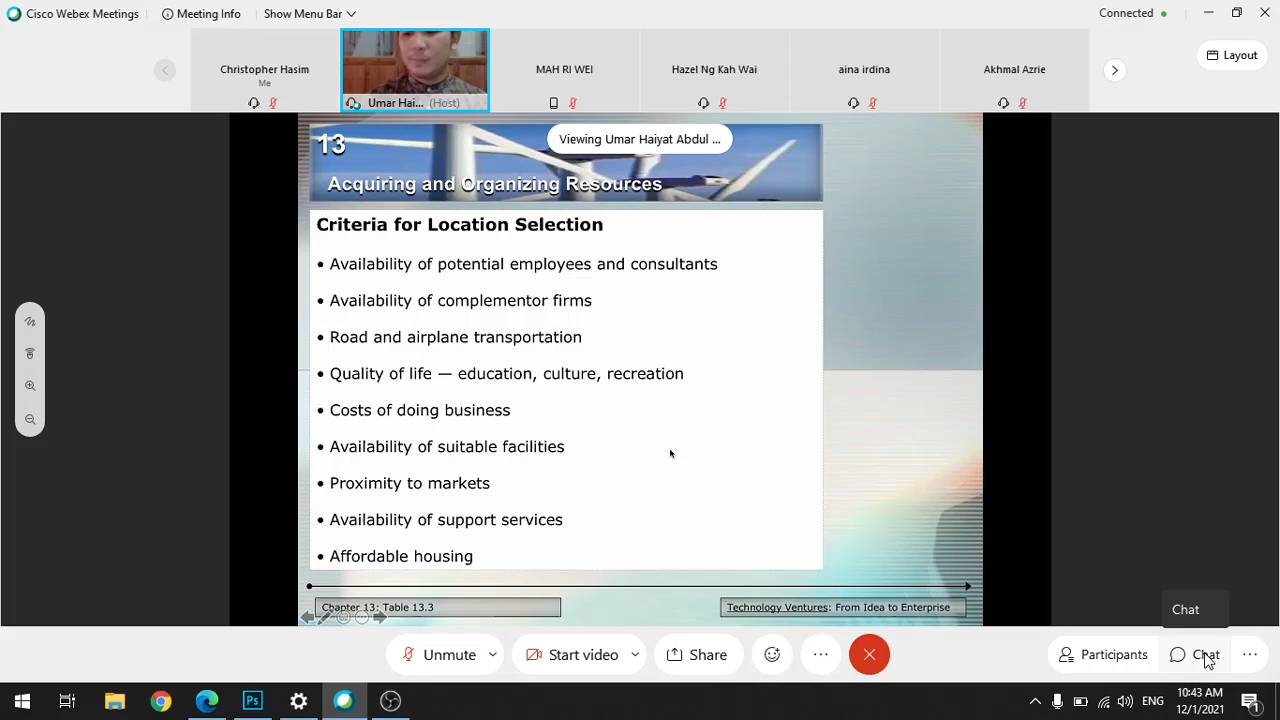 Cisco Webex Meetings
Meeting Info
Show Menu Bar
Connected
Christopher Hasim
Me
Umar Hai... (Host)
MAH RI WEI
Hazel Ng Kah Wai
aina irdina
Akhmal Azrie
Layout
13
Viewing Umar Haiyat Abdul ...
Acquiring and Organizing Resources
Criteria for Location Selection
• Availability of potential employees and consultants
• Availability of complementor firms
• Road and airplane transportation
• Quality of life — education, culture, recreation
• Costs of doing business
• Availability of suitable facilities
• Proximity to markets
• Availability of support services
• Affordable housing
Chapter 13: Table 13.3
Technology Ventures: From Idea to Enterprise
Chat
Unmute
Start video
Share
Participants
Chat
Ps
ENG
10:43 AM
12/1/2021
1